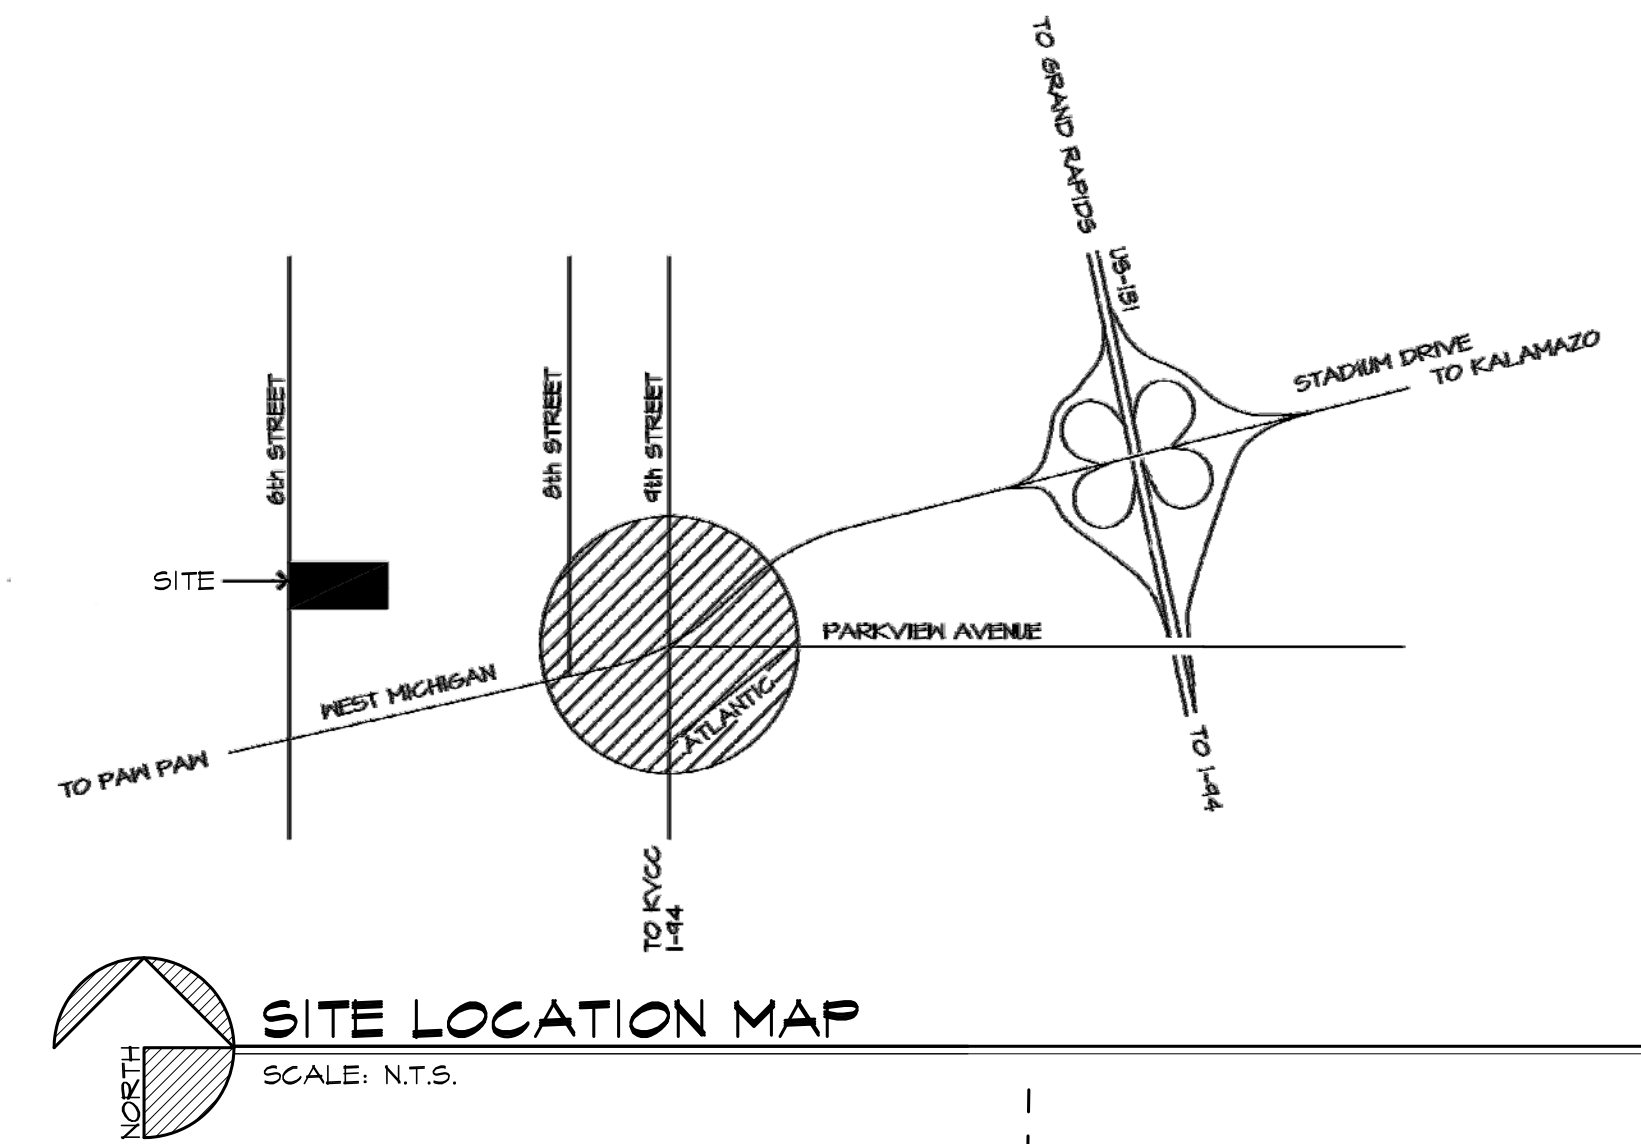 TO GRAND RAPIDS
US-131
STADIUM DRIVE
TO KALAMAZO
6th STREET
8th STREET
9th STREET
SITE
PARKVIEW AVENUE
WEST MICHIGAN
ATLANTIC
TO PAW PAW
TO I-94
TO KVCC
I-94
SITE LOCATION MAP
SCALE: N.T.S.
NORTH